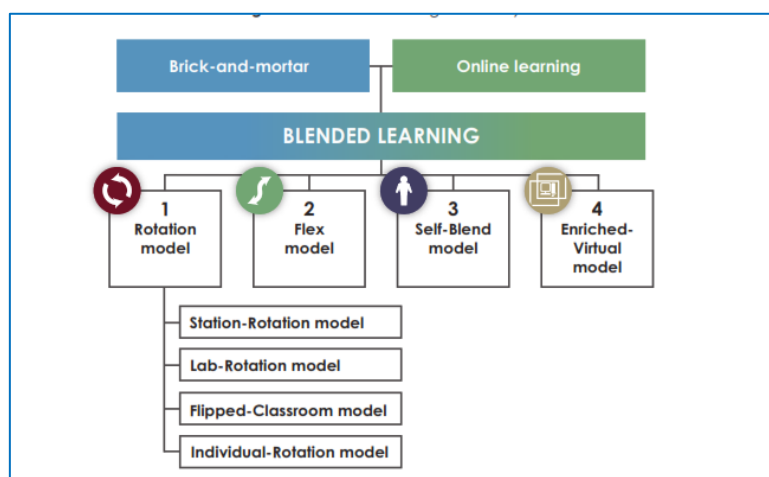 Brick-and-mortar
Online learning
BLENDED LEARNING
1
Rotation
model
2
Flex
model
3
Self-Blend
model
4
Enriched-
Virtual
model
Station-Rotation model
Lab-Rotation model
Flipped-Classroom model
Individual-Rotation model